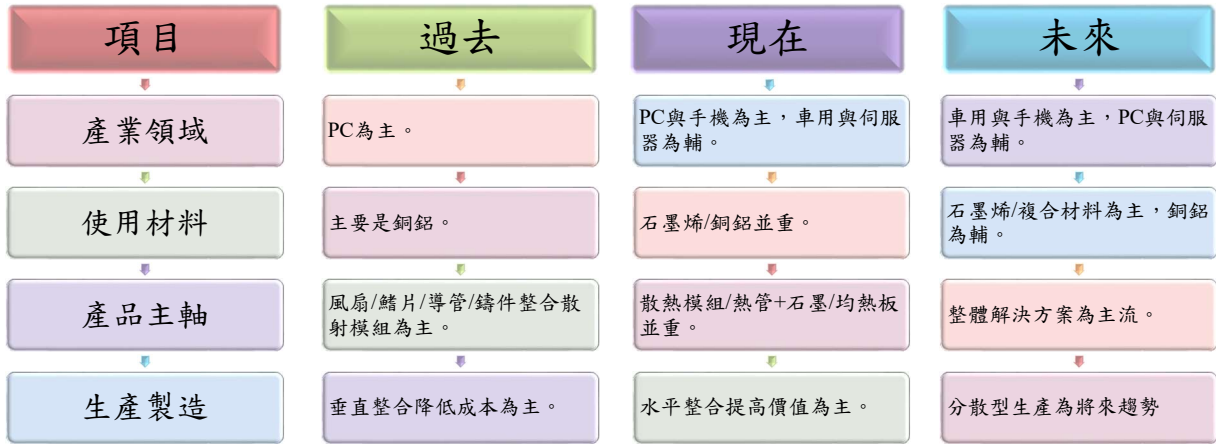 項目
過去
現在
未來
產業領域
PC為主。
PC與手機為主，車用與伺服
器為輔。
車用與手機為主，PC與伺服
器為輔。
使用材料
主要是銅鋁。
石墨烯/銅鋁並重。
石墨烯/複合材料為主，銅鋁
為輔。
產品主軸
風扇/鰭片/導管/鑄件整合散
射模組為主。
散熱模組/熱管+石墨/均熱板
並重。
整體解決方案為主流。
生產製造
垂直整合降低成本為主。
水平整合提高價值為主。
分散型生產為將來趨勢